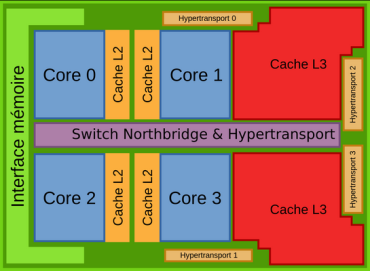 Hypertransport 0
Interface mémoire
Core 0
Cache L2
Cache L2
Core 1
Cache L3
Hypertransport 2
Switch Northbridge & Hypertransport
Core 2
Cache L2
Cache L2
Core 3
Cache L3
Hypertransport 3
Hypertransport 1